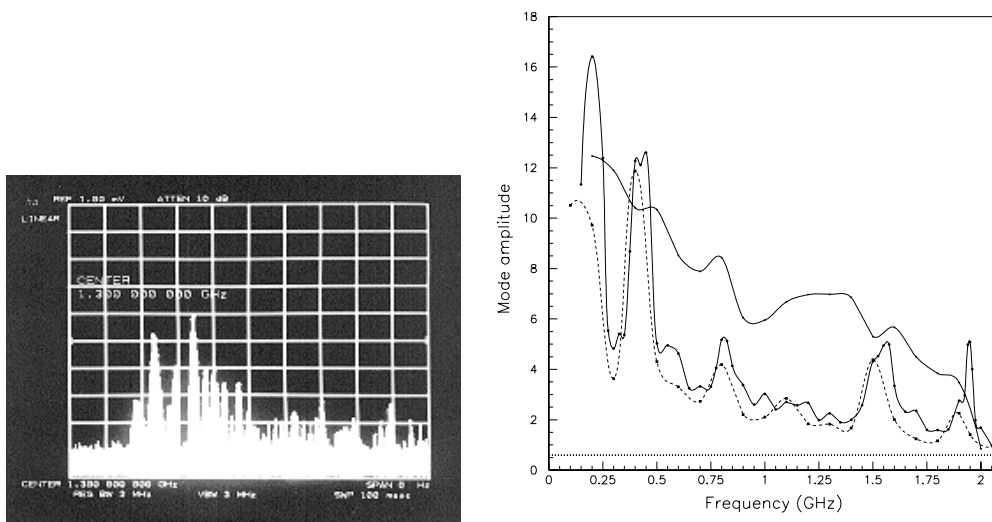 REF 1.00 mV ATTEN 10 dB
LINEAR
CENTER
1.300 000 000 GHz
CENTER 1.300 000 000 GHz SPAN 0 Hz
RES BW 3 MHz VBW 3 MHz SWP 100 msec
18
16
14
12
10
8
6
4
2
0
Mode amplitude
0 0.25 0.5 0.75 1 1.25 1.5 1.75 2
Frequency (GHz)